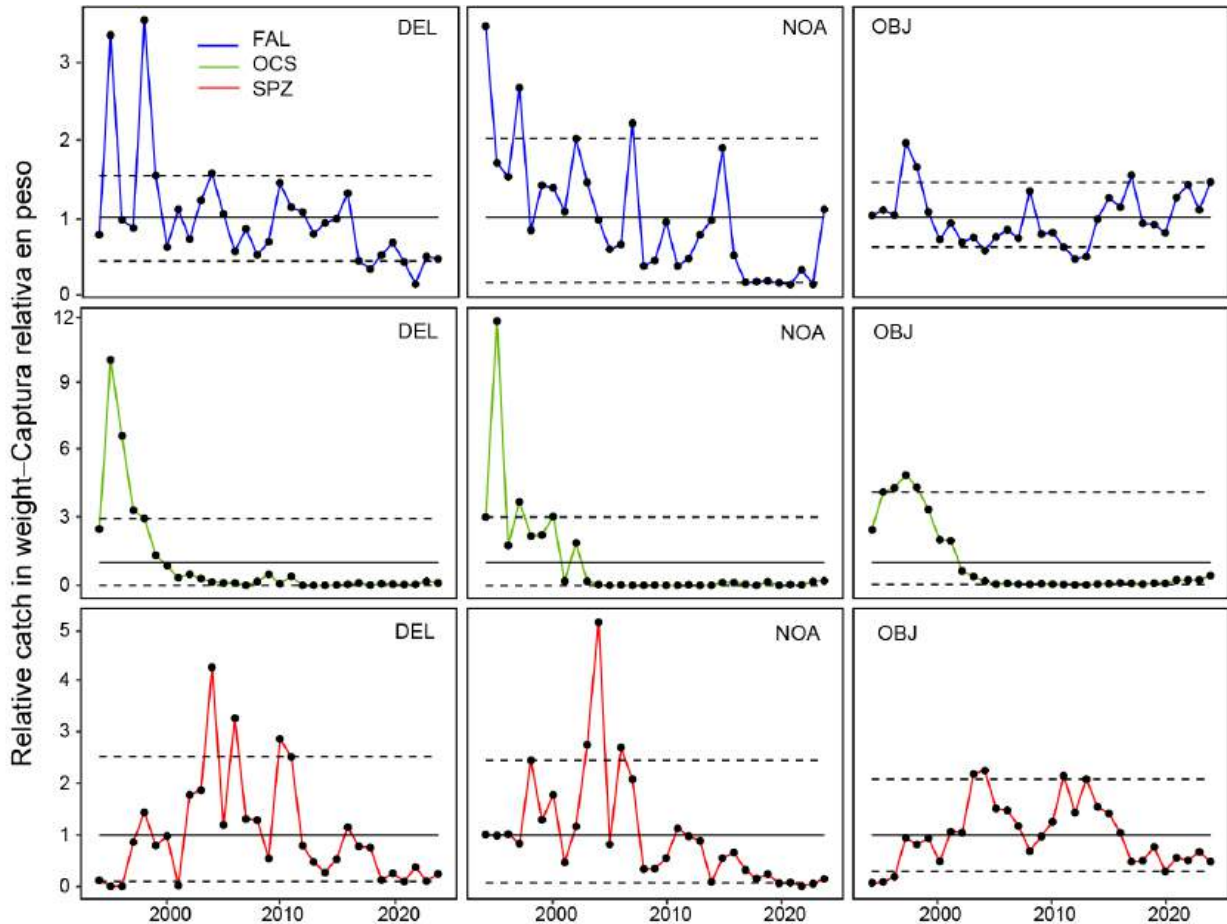 Relative catch in weight–Captura relativa en peso
DEL
NOA
OBJ
FAL
OCS
SPZ
3
2
1
0
DEL
NOA
OBJ
12
9
6
3
0
DEL
NOA
OBJ
5
4
3
2
1
0
2000 2010 2020 2000 2010 2020 2000 2010 2020